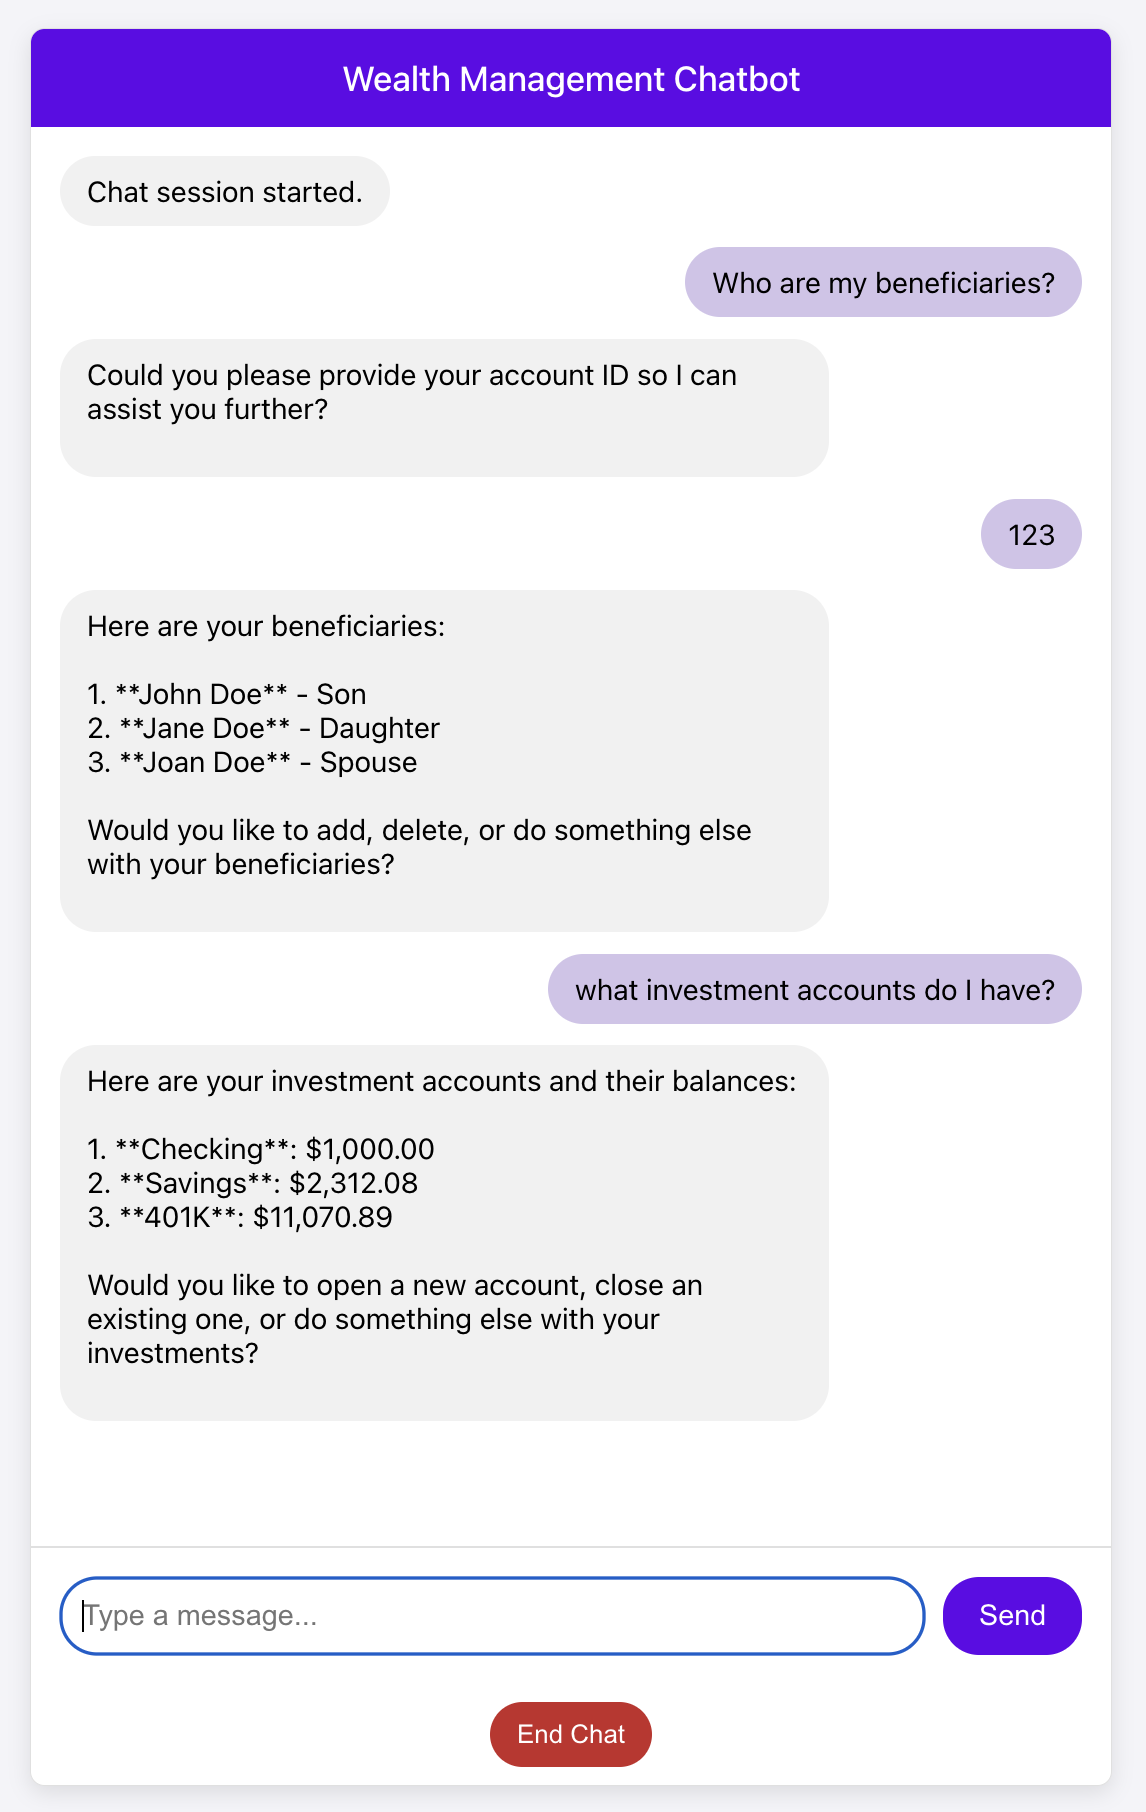 Wealth Management Chatbot
Chat session started.
Who are my beneficiaries?
Could you please provide your account ID so I can
assist you further?
123
Here are your beneficiaries:
1. **John Doe** - Son
2. **Jane Doe** - Daughter
3. **Joan Doe** - Spouse
Would you like to add, delete, or do something else
with your beneficiaries?
what investment accounts do I have?
Here are your investment accounts and their balances:
1. **Checking**: $1,000.00
2. **Savings**: $2,312.08
3. **401K**: $11,070.89
Would you like to open a new account, close an
existing one, or do something else with your
investments?
Type a message...
Send
End Chat